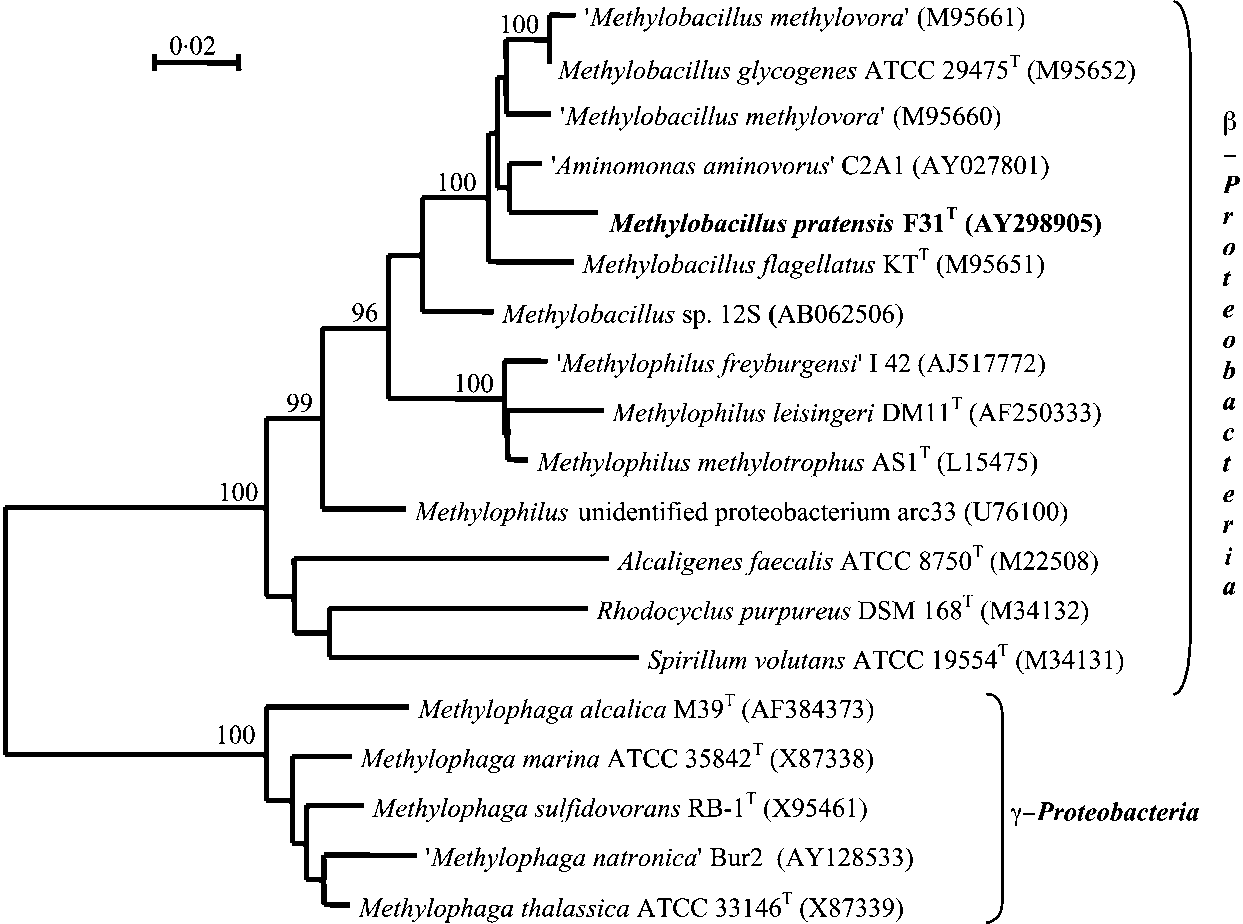 'Methylobacillus methylovora' (M95661)
100
0·02
Methylobacillus glycogenes ATCC 29475T (M95652)
'Methylobacillus methylovora' (M95660)
'Aminomonas aminovorus' C2A1 (AY027801)
100
Methylobacillus pratensis F31T (AY298905)
Methylobacillus flagellatus KTT (M95651)
Methylobacillus sp. 12S (AB062506)
96
'Methylophilus freyburgensi' I 42 (AJ517772)
100
Methylophilus leisingeri DM11T (AF250333)
99
Methylophilus methylotrophus AS1T (L15475)
100
Methylophilus unidentified proteobacterium arc33 (U76100)
Alcaligenes faecalis ATCC 8750T (M22508)
Rhodocyclus purpureus DSM 168T (M34132)
Spirillum volutans ATCC 19554T (M34131)
β–Proteobacteria
Methylophaga alcalica M39T (AF384373)
100
Methylophaga marina ATCC 35842T (X87338)
Methylophaga sulfidovorans RB-1T (X95461)
γ–Proteobacteria
'Methylophaga natronica' Bur2 (AY128533)
Methylophaga thalassica ATCC 33146T (X87339)